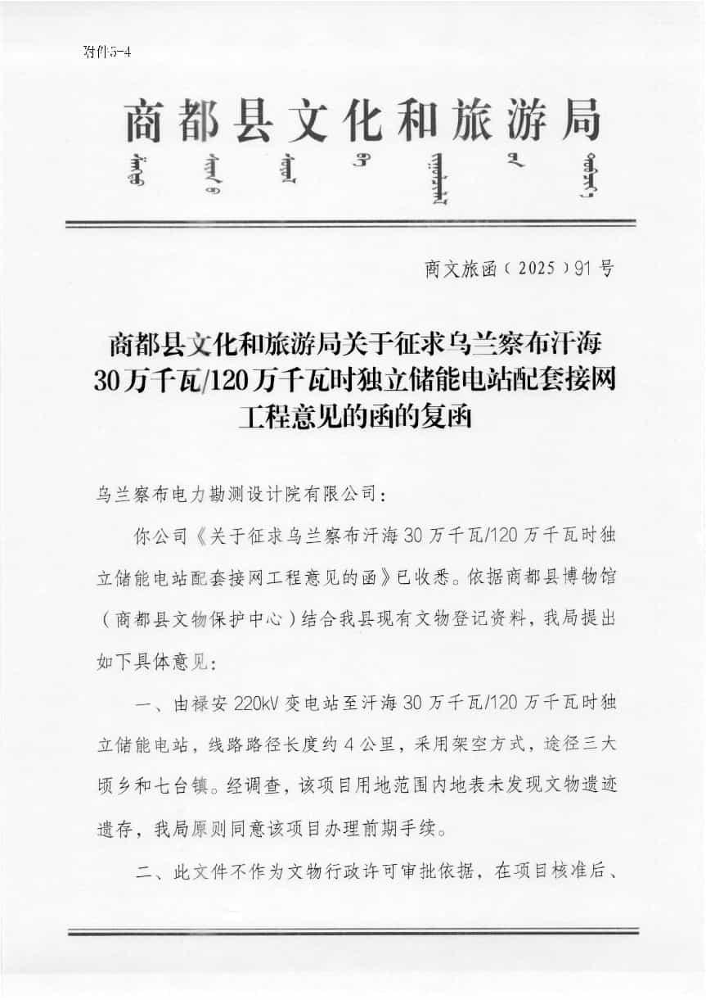 附件5-4
商都县文化和旅游局
商文旅函﹝2025﹞91号
商都县文化和旅游局关于征求乌兰察布汗海
30万千瓦/120万千瓦时独立储能电站配套接网
工程意见的函的复函
乌兰察布电力勘测设计院有限公司：
你公司《关于征求乌兰察布汗海30万千瓦/120万千瓦时独
立储能电站配套接网工程意见的函》已收悉。依据商都县博物馆
（商都县文物保护中心）结合我县现有文物登记资料，我局提出
如下具体意见：
一、由禄安220kV变电站至汗海30万千瓦/120万千瓦时独
立储能电站，线路路径长度约4公里，采用架空方式，途径三大
顷乡和七台镇。经调查，该项目用地范围内地表未发现文物遗迹
遗存，我局原则同意该项目办理前期手续。
二、此文件不作为文物行政许可审批依据，在项目核准后、